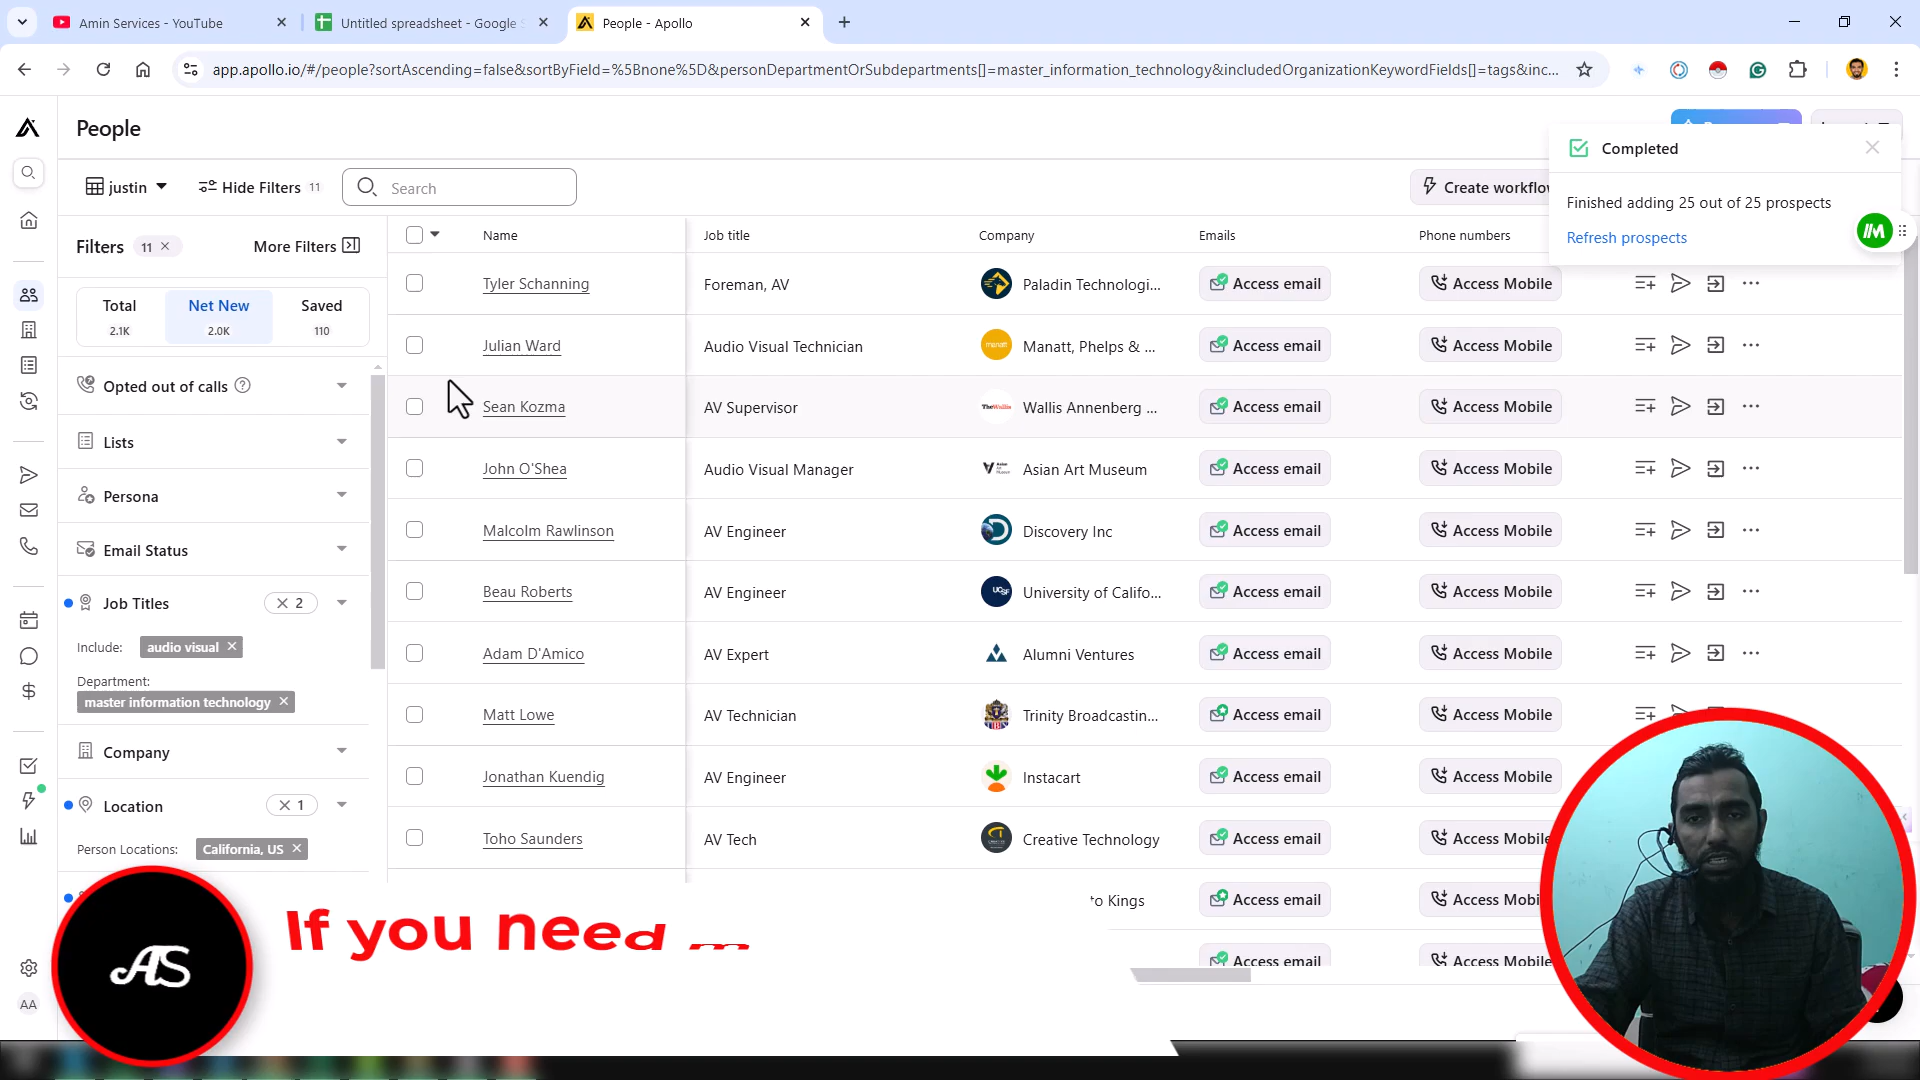 Amin Services - YouTube
Untitled spreadsheet - Google
People - Apollo
app.apollo.io/#/people?sortAscending=false&sortByField=%5Bnone%5D&personDepartmentOrSubdepartments[]=master_information_technology&includedOrganizationKeywordFields[]=tags&inc...
People
justin
Hide Filters 11
Search
Create workflow
Completed
Finished adding 25 out of 25 prospects
Refresh prospects
Filters 11
More Filters
Total
2.1K
Net New
2.0K
Saved
110
Opted out of calls
Lists
Persona
Email Status
Job Titles
2
Include: audio visual
Department:
master information technology
Company
Location
1
Person Locations: California, US
AA
Name Job title Company Emails Phone numbers
Tyler Schanning Foreman, AV Paladin Technologi... Access email Access Mobile
Julian Ward Audio Visual Technician Manatt, Phelps & ... Access email Access Mobile
Sean Kozma AV Supervisor Wallis Annenberg ... Access email Access Mobile
John O'Shea Audio Visual Manager Asian Art Museum Access email Access Mobile
Malcolm Rawlinson AV Engineer Discovery Inc Access email Access Mobile
Beau Roberts AV Engineer University of Califo... Access email Access Mobile
Adam D'Amico AV Expert Alumni Ventures Access email Access Mobile
Matt Lowe AV Technician Trinity Broadcastin... Access email Access Mobile
Jonathan Kuendig AV Engineer Instacart Access email Access Mobile
Toho Saunders AV Tech Creative Technology Access email Access Mobile
to Kings Access email Access Mobi
Access email Access Mobile
AS
If you need